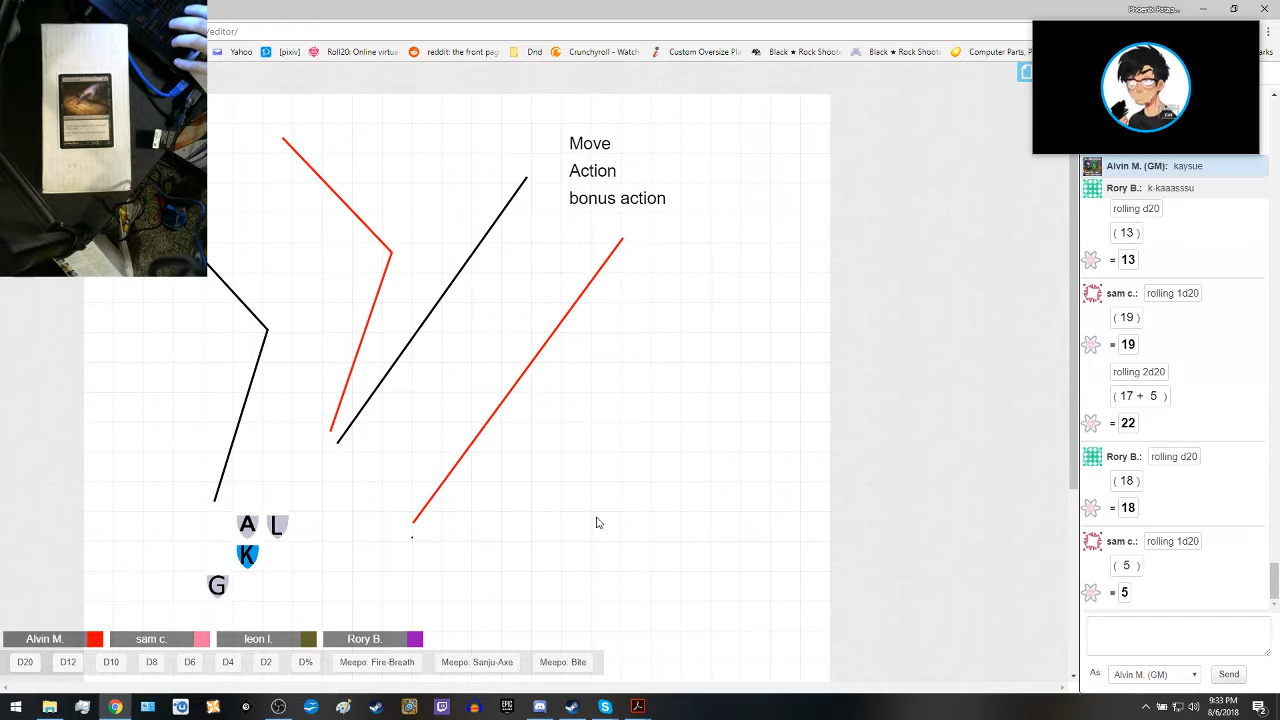 Phoenix Patap...
/editor/
Yahoo
[pixiv]
Roll20: Online virtua
reddit: the front pag
Dnd
Crunchyroll - Watch
Custom Oversize Pla
Black ★ Rock Shoote
Black ★ Rock Shoote
Computer Parts, P
ks
Move
Action
bonus action
A
L
K
G
Alvin M. (GM): kaysue
Rory B.: k-kaaasssu
rolling d20
( 13 )
= 13
sam c.: rolling 1d20
( 19 )
= 19
rolling 2d20
( 17 + 5 )
= 22
Rory B.: rolling d20
( 18 )
= 18
sam c.: rolling 1d20
( 5 )
= 5
As: Alvin M. (GM) Send
Alvin M.
sam c.
leon l.
Rory B.
D20
D12
D10
D8
D6
D4
D2
D%
Meepo: Fire-Breath
Meepo: Sanju-Axe
Meepo: Bite
EPIC
9:33 PM
8/6/2018